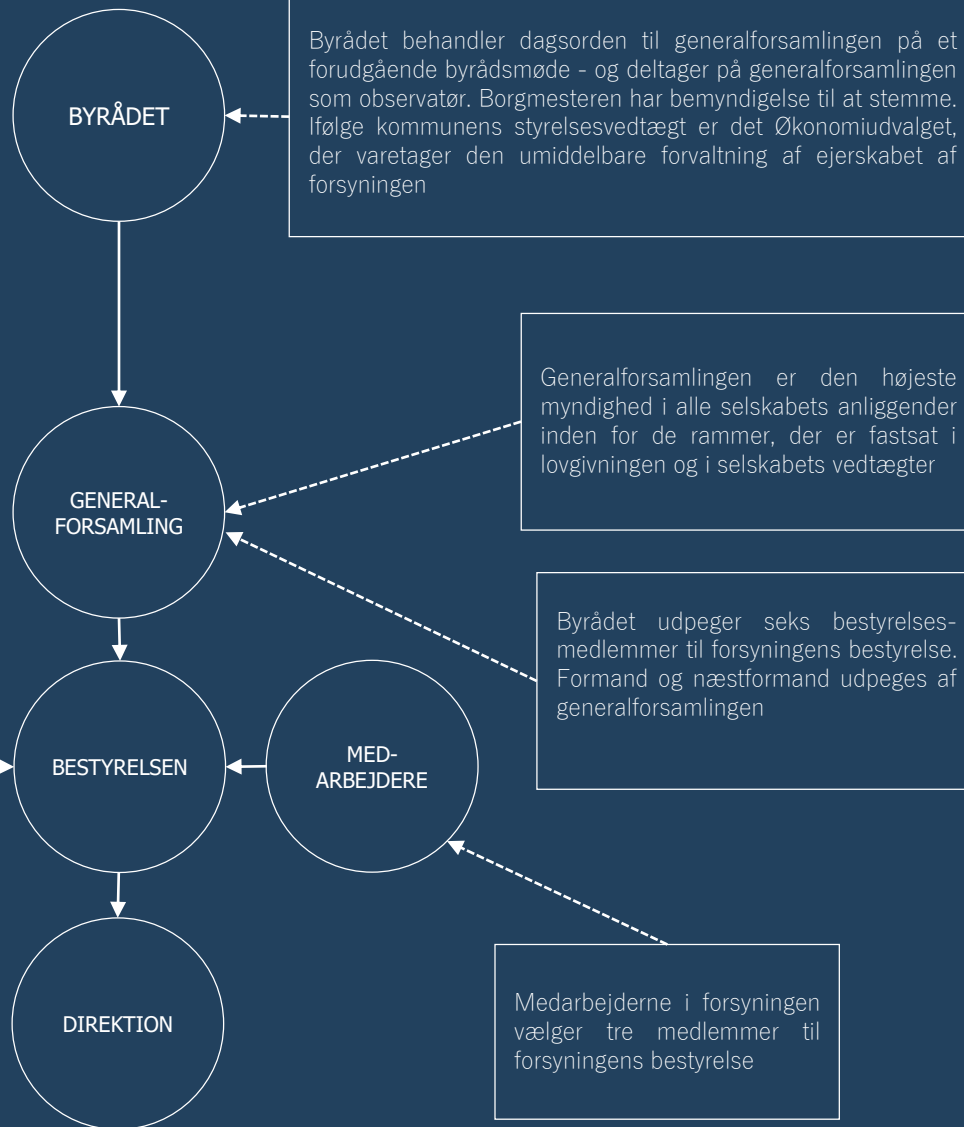 BYRÅDET
Byrådet behandler dagsorden til generalforsamlingen på et
forudgående byrådsmøde - og deltager på generalforsamlingen
som observatør. Borgmesteren har bemyndigelse til at stemme.
Ifølge kommunens styrelsesvedtægt er det Økonomiudvalget,
der varetager den umiddelbare forvaltning af ejerskabet af
forsyningen
Generalforsamlingen er den højeste
myndighed i alle selskabets anliggender
inden for de rammer, der er fastsat i
lovgivningen og i selskabets vedtægter
GENERAL-
FORSAMLING
Byrådet udpeger seks bestyrelses-
medlemmer til forsyningens bestyrelse.
Formand og næstformand udpeges af
generalforsamlingen
BESTYRELSEN
MED-
ARBEJDERE
DIREKTION
Medarbejderne i forsyningen
vælger tre medlemmer til
forsyningens bestyrelse